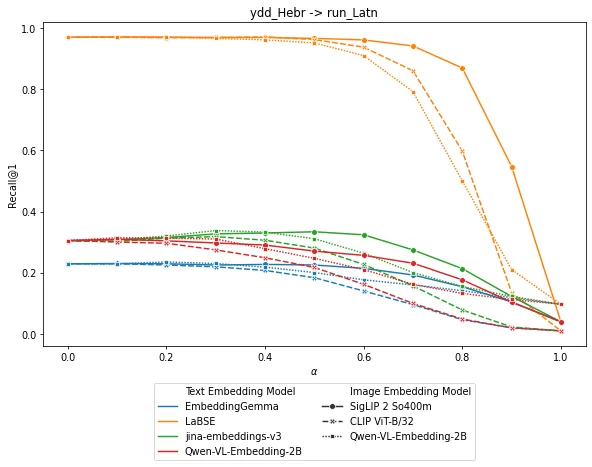 ydd_Hebr -> run_Latn
Recall@1
1.0
0.8
0.6
0.4
0.2
0.0
0.0 0.2 0.4 0.6 0.8 1.0
α
Text Embedding Model
EmbeddingGemma
LaBSE
jina-embeddings-v3
Qwen-VL-Embedding-2B
Image Embedding Model
SigLIP 2 So400m
CLIP ViT-B/32
Qwen-VL-Embedding-2B